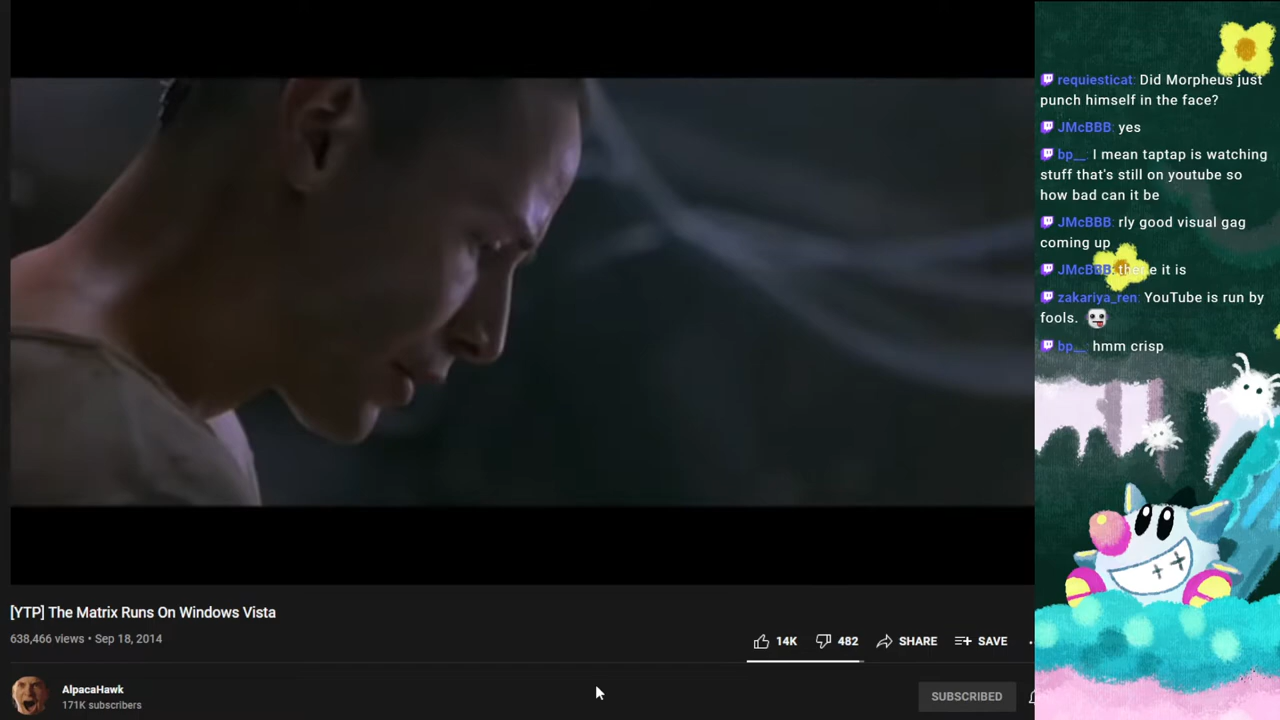 requiesticat: Did Morpheus just
punch himself in the face?
JMcBBB: yes
bp__: I mean taptap is watching
stuff that's still on youtube so
how bad can it be
JMcBBB: rly good visual gag
coming up
JMcBBB: there it is
zakariya_ren: YouTube is run by
fools.
bp__: hmm crisp
[YTP] The Matrix Runs On Windows Vista
638,466 views • Sep 18, 2014
14K
482
SHARE
SAVE
AlpacaHawk
171K subscribers
SUBSCRIBED